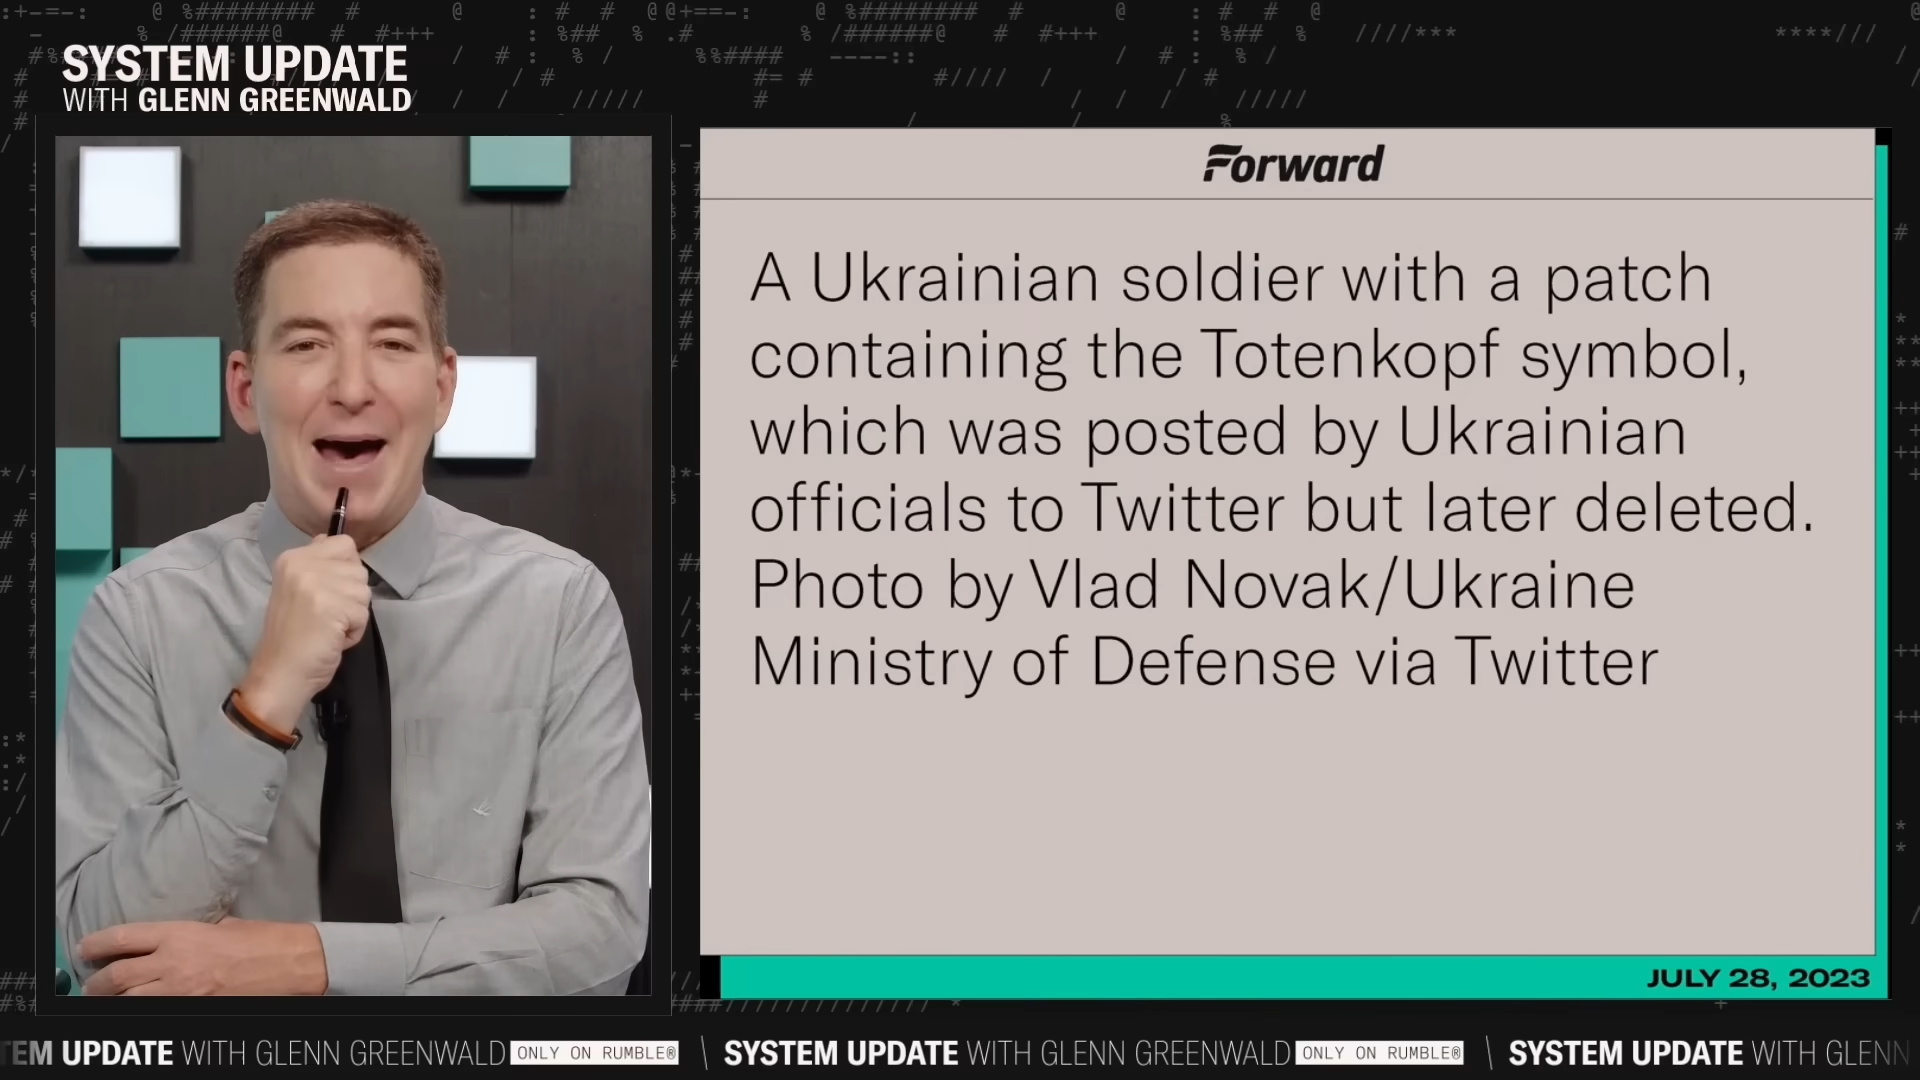 SYSTEM UPDATE
WITH GLENN GREENWALD
Forward
A Ukrainian soldier with a patch
containing the Totenkopf symbol,
which was posted by Ukrainian
officials to Twitter but later deleted.
Photo by Vlad Novak/Ukraine
Ministry of Defense via Twitter
JULY 28, 2023
TEM UPDATE WITH GLENN GREENWALD ONLY ON RUMBLE® \ SYSTEM UPDATE WITH GLENN GREENWALD ONLY ON RUMBLE® \ SYSTEM UPDATE WITH GLENN